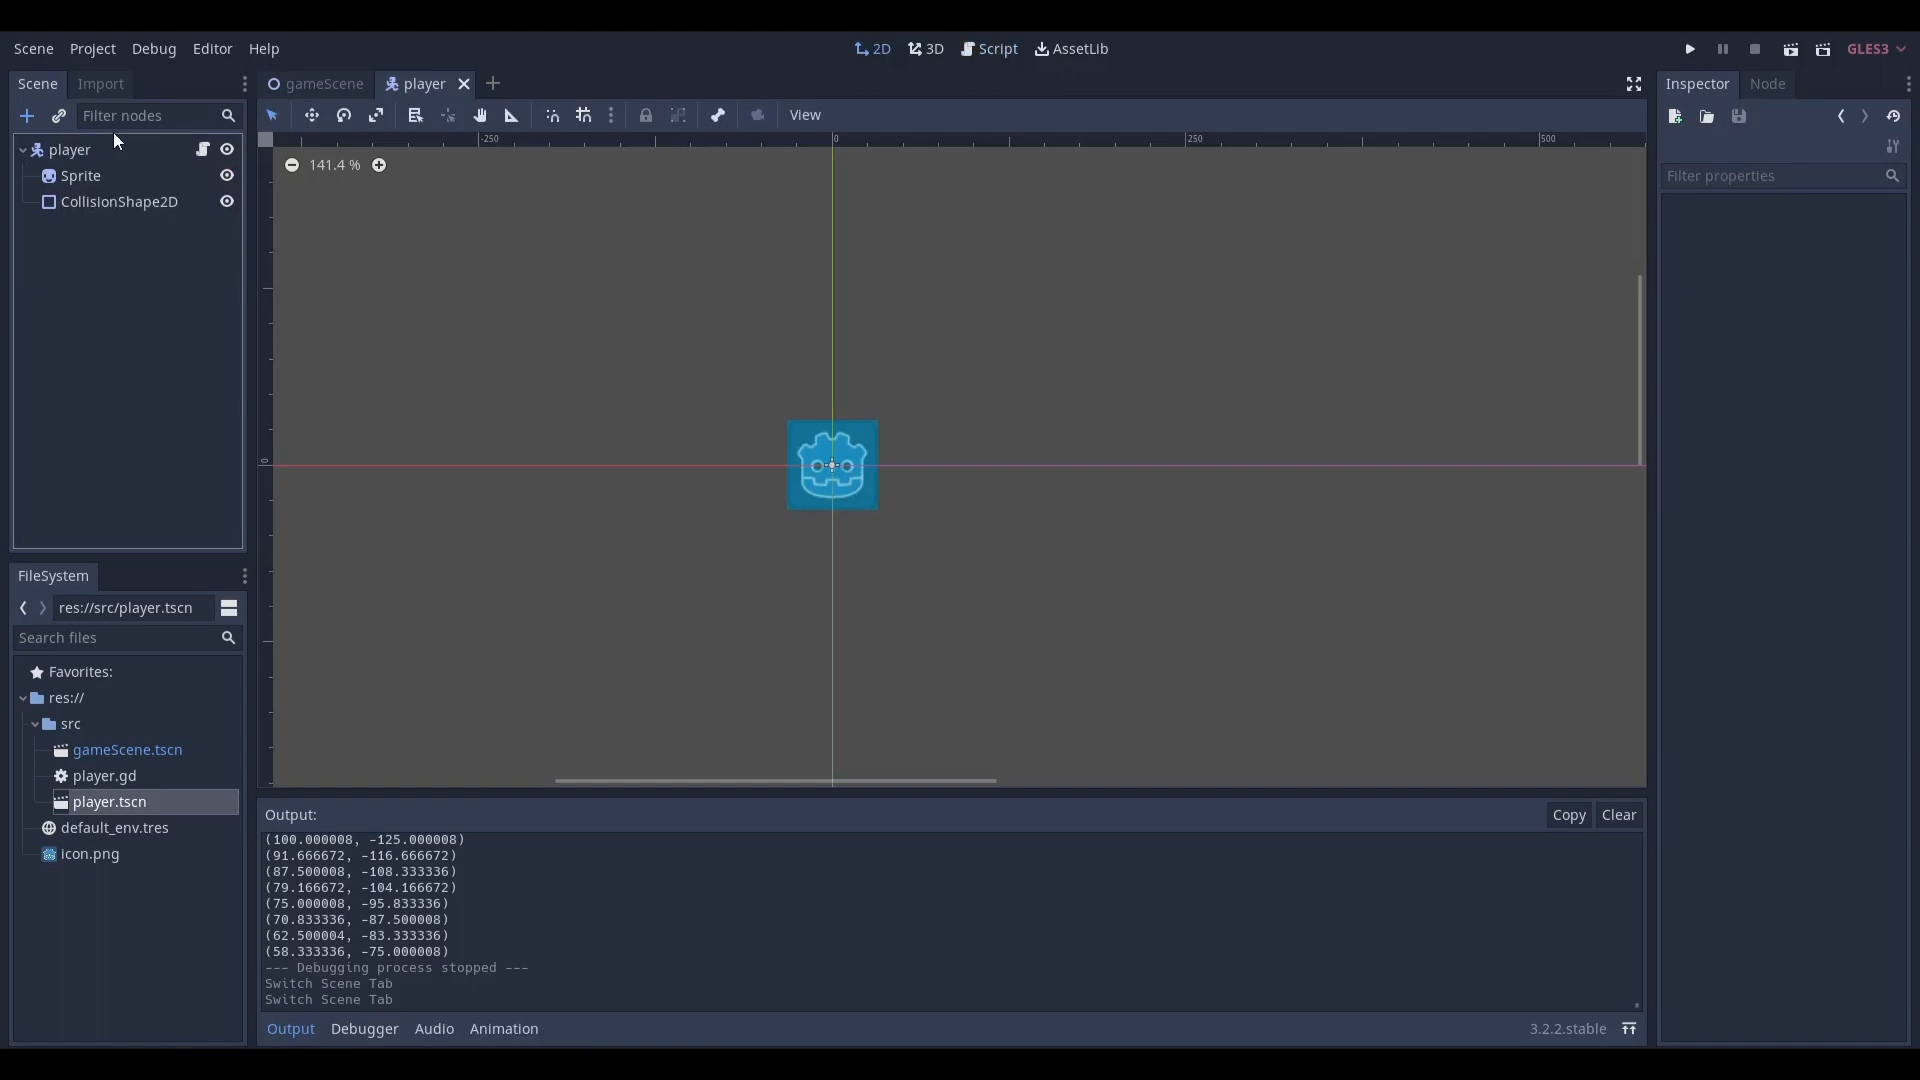 Scene Project Debug Editor Help
2D 3D Script AssetLib
GLES3
Scene Import
gameScene player
Inspector Node
Filter nodes
View
player
Sprite
CollisionShape2D
-250 0 250 500
141.4 %
0
Filter properties
FileSystem
res://src/player.tscn
Search files
Favorites:
res://
src
gameScene.tscn
player.gd
player.tscn
default_env.tres
icon.png
Output: Copy Clear
(100.000008, -125.000008)
(91.666672, -116.666672)
(87.500008, -108.333336)
(79.166672, -104.166672)
(75.000008, -95.833336)
(70.833336, -87.500008)
(62.500004, -83.333336)
(58.333336, -75.000008)
--- Debugging process stopped ---
Switch Scene Tab
Switch Scene Tab
Output Debugger Audio Animation 3.2.2.stable